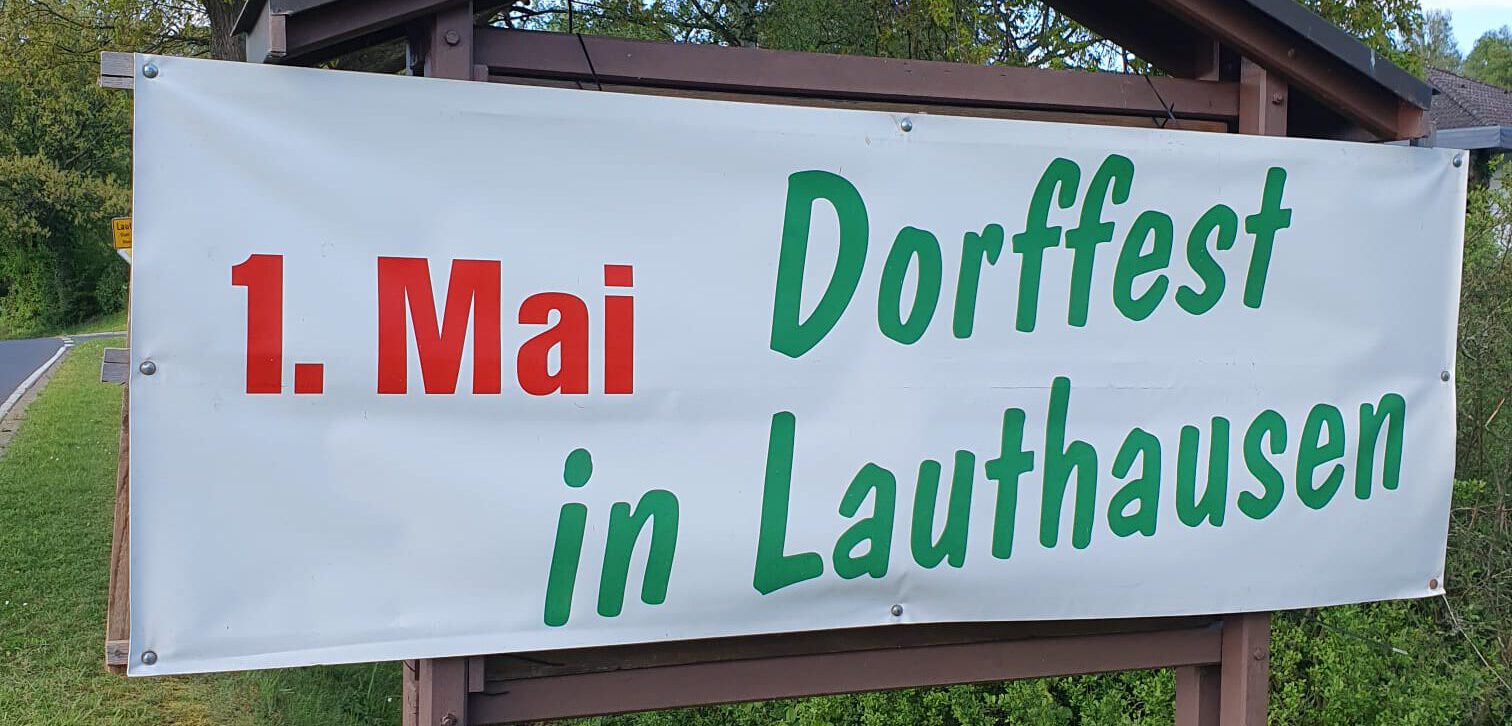 1. Mai
Dorffest
in Lauthausen